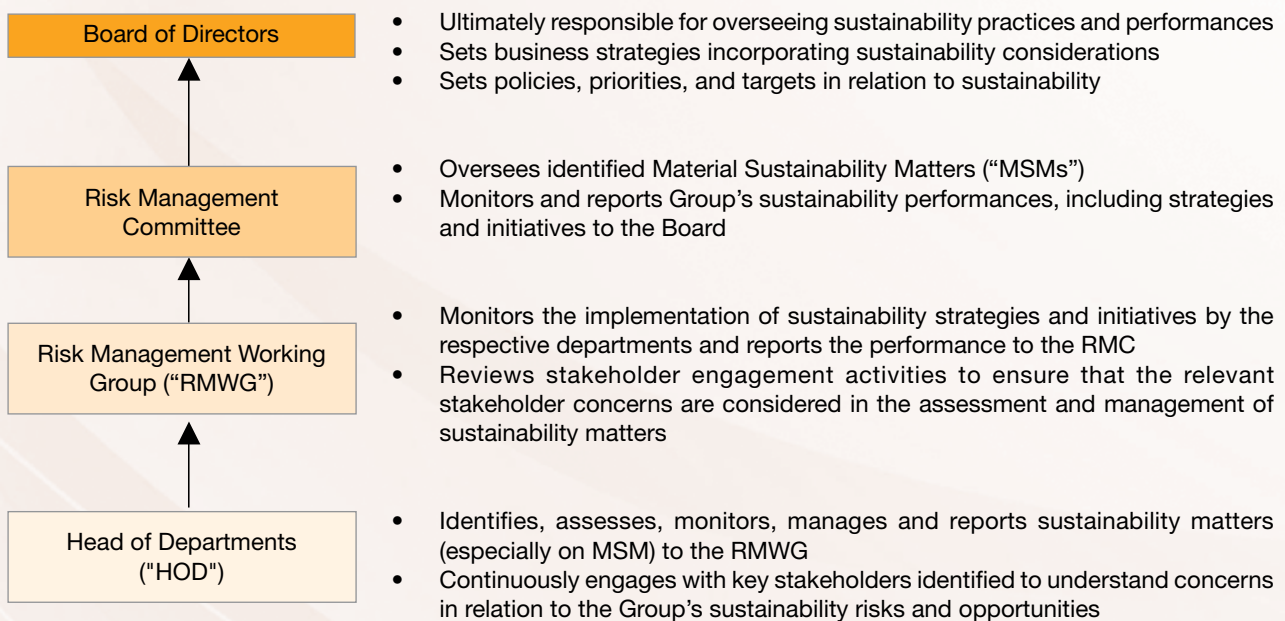 Board of Directors
• Ultimately responsible for overseeing sustainability practices and performances
• Sets business strategies incorporating sustainability considerations
• Sets policies, priorities, and targets in relation to sustainability
Risk Management
Committee
• Oversees identified Material Sustainability Matters (“MSMs”)
• Monitors and reports Group’s sustainability performances, including strategies
and initiatives to the Board
Risk Management Working
Group (“RMWG”)
• Monitors the implementation of sustainability strategies and initiatives by the
respective departments and reports the performance to the RMC
• Reviews stakeholder engagement activities to ensure that the relevant
stakeholder concerns are considered in the assessment and management of
sustainability matters
Head of Departments
("HOD")
• Identifies, assesses, monitors, manages and reports sustainability matters
(especially on MSM) to the RMWG
• Continuously engages with key stakeholders identified to understand concerns
in relation to the Group’s sustainability risks and opportunities